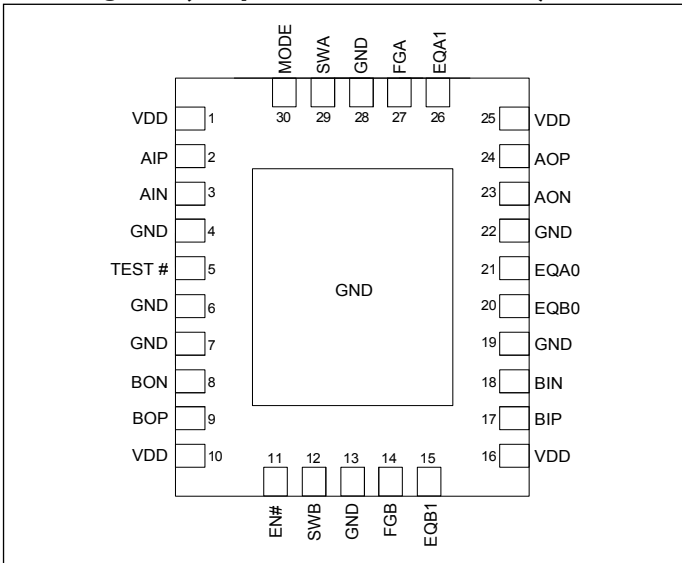 MODE SWA GND FGA EQA1
30 29 28 27 26
VDD 1 25 VDD
AIP 2 24 AOP
AIN 3 23 AON
GND 4 22 GND
TEST # 5 21 EQA0
GND
GND 6 20 EQB0
GND 7 19 GND
BON 8 18 BIN
BOP 9 17 BIP
VDD 10 16 VDD
11 12 13 14 15
EN# SWB GND FGB EQB1